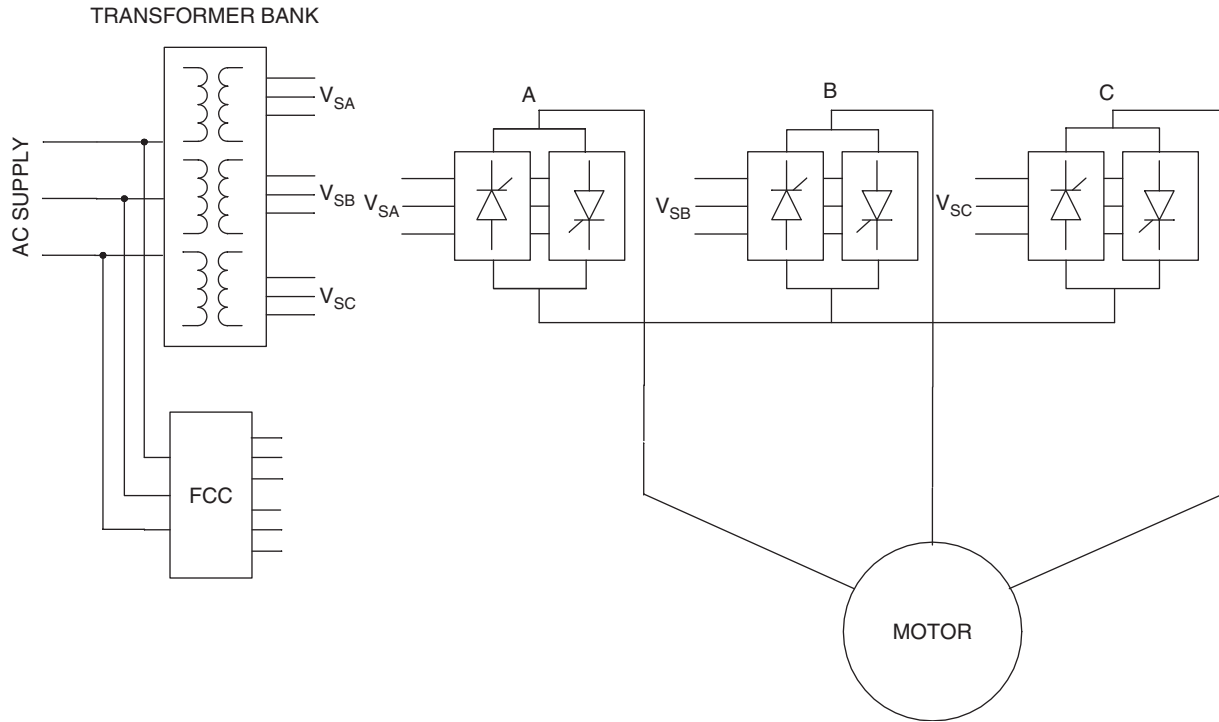 TRANSFORMER BANK
V_SA
A
B
C
AC SUPPLY
V_SB
V_SA
V_SB
V_SC
V_SC
FCC
MOTOR